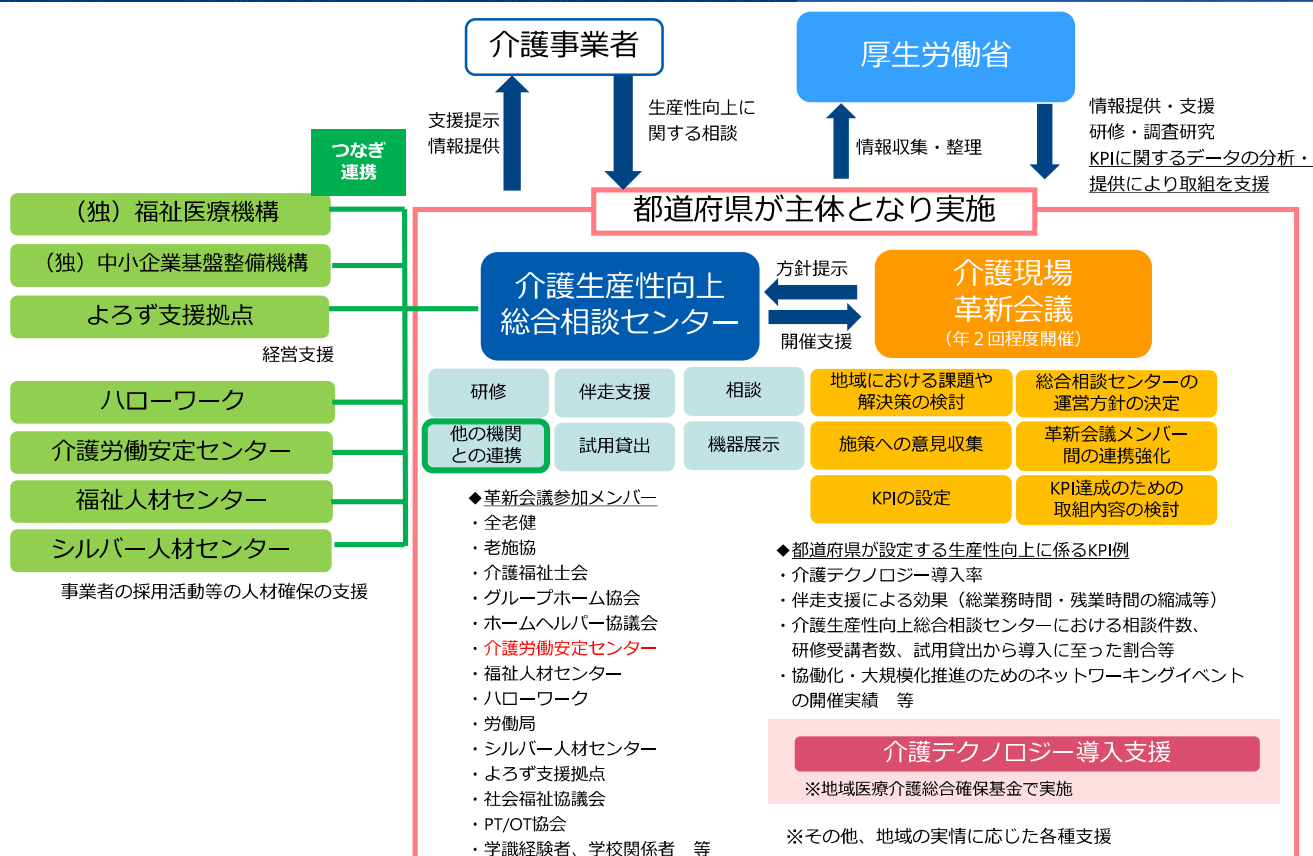 介護事業者
厚生労働省
支援提示
情報提供
生産性向上に
関する相談
情報収集・整理
情報提供・支援
研修・調査研究
KPIに関するデータの分析・
提供により取組を支援
つなぎ
連携
(独)福祉医療機構
(独)中小企業基盤整備機構
よろず支援拠点
経営支援
ハローワーク
介護労働安定センター
福祉人材センター
シルバー人材センター
事業者の採用活動等の人材確保の支援
都道府県が主体となり実施
介護生産性向上
総合相談センター
方針提示
開催支援
介護現場
革新会議
(年2回程度開催)
研修
伴走支援
相談
他の機関
との連携
試用貸出
機器展示
地域における課題や
解決策の検討
総合相談センターの
運営方針の決定
施策への意見収集
革新会議メンバー
間の連携強化
KPIの設定
KPI達成のための
取組内容の検討
◆革新会議参加メンバー
・全老健
・老施協
・介護福祉士会
・グループホーム協会
・ホームヘルパー協議会
・介護労働安定センター
・福祉人材センター
・ハローワーク
・労働局
・シルバー人材センター
・よろず支援拠点
・社会福祉協議会
・PT/OT協会
・学識経験者、学校関係者 等
◆都道府県が設定する生産性向上に係るKPI例
・介護テクノロジー導入率
・伴走支援による効果(総業務時間・残業時間の縮減等)
・介護生産性向上総合相談センターにおける相談件数、
研修受講者数、試用貸出から導入に至った割合等
・協働化・大規模化推進のためのネットワーキングイベント
の開催実績 等
介護テクノロジー導入支援
※地域医療介護総合確保基金で実施
※その他、地域の実情に応じた各種支援